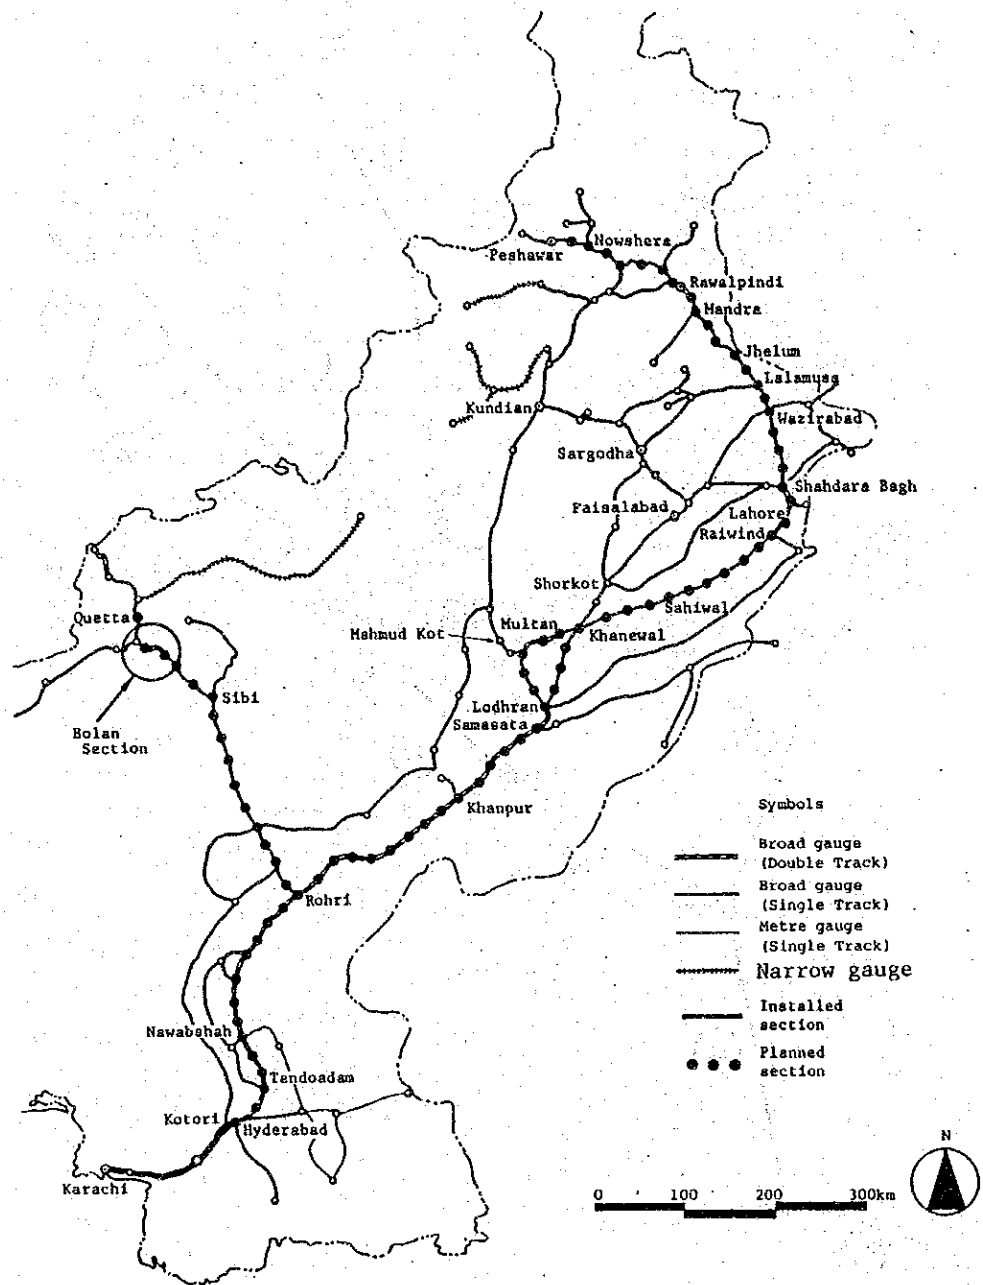 Nowshera
Peshawar
Rawalpindi
Mandra
Jhelum
Lalamusa
Kundian
Wazirabad
Sargodha
Shahdara Bagh
Faisalabad
Lahore
Raiwind
Shorkot
Sahiwal
Quetta
Multan
Mahmud Kot
Khanewal
Sibi
Lodhran
Samasata
Bolan
Section
Khanpur
Rohri
Nawabshah
Tandoadam
Kotori
Hyderabad
Karachi
Symbols
Broad gauge
(Double Track)
Broad gauge
(Single Track)
Metre gauge
(Single Track)
Narrow gauge
Installed
section
Planned
section
N
0 100 200 300km